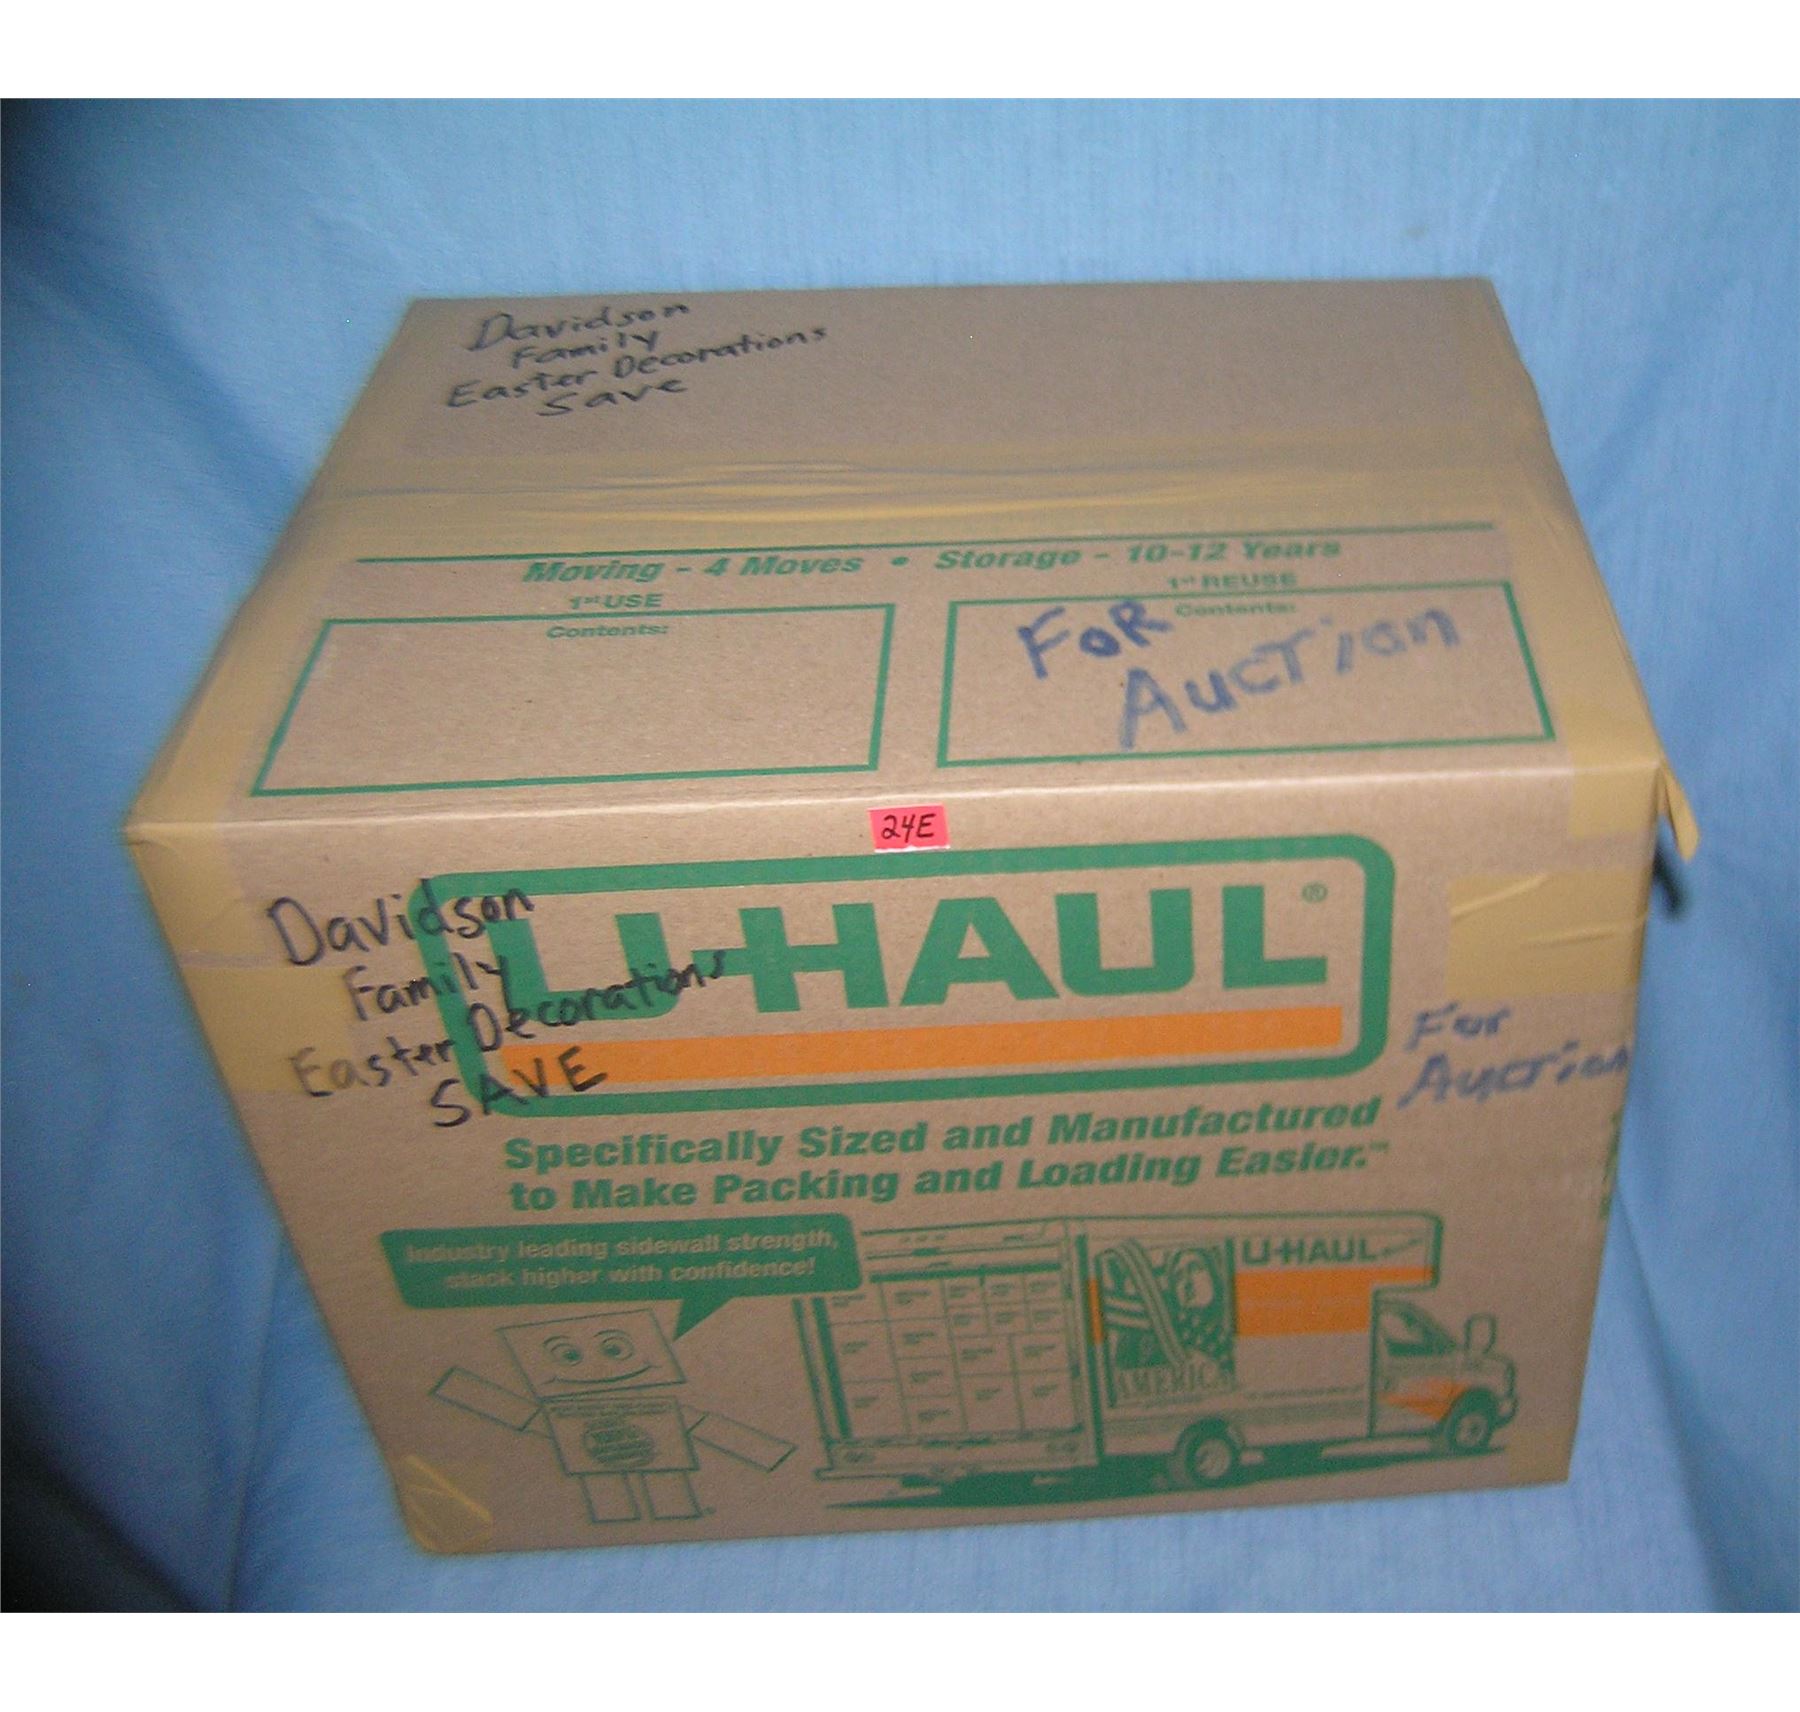 Davidson
Family
Easter Decorations
Save
Moving - 4 Moves • Storage - 10-12 Years
1st USE
Contents:
1st REUSE
Contents:
FOR
AUCTION
24E
Davidson
Family
Easter Decorations
SAVE
U-HAUL®
For
Auction
Specifically Sized and Manufactured
to Make Packing and Loading Easier.™
Industry leading sidewall strength,
stack higher with confidence!
U-HAUL
AMERICA